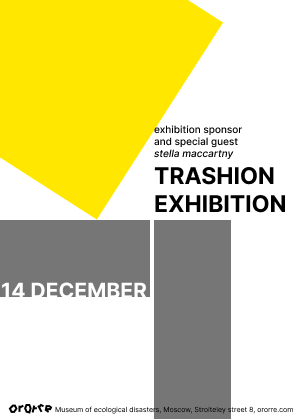 exhibition sponsor
and special guest
stella maccartny
TRASHION
EXHIBITION
14 DECEMBER
ororre Museum of ecological disasters, Moscow, Stroiteley street 8, ororre.com